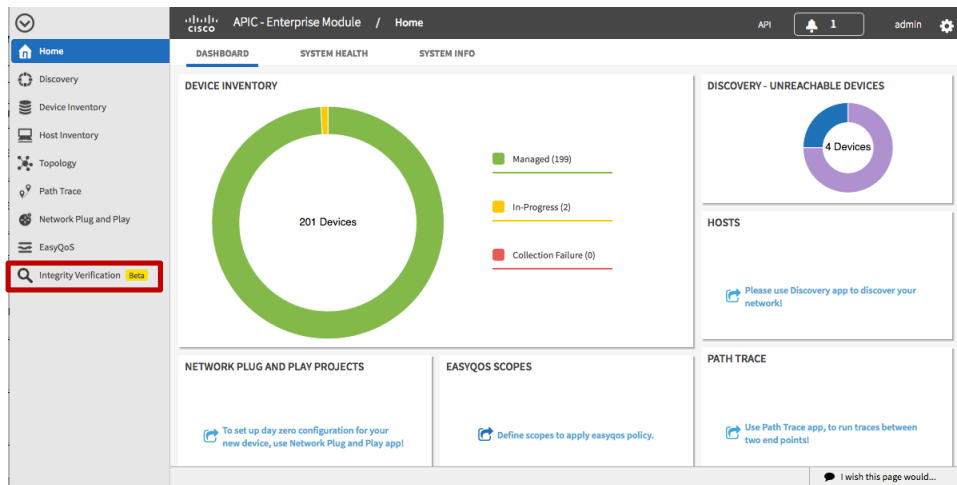 CISCO APIC - Enterprise Module / Home API 1 admin
Home
Discovery
Device Inventory
Host Inventory
Topology
Path Trace
Network Plug and Play
EasyQoS
Integrity Verification Beta
DASHBOARD SYSTEM HEALTH SYSTEM INFO
DEVICE INVENTORY
201 Devices
Managed (199)
In-Progress (2)
Collection Failure (0)
DISCOVERY - UNREACHABLE DEVICES
4 Devices
HOSTS
Please use Discovery app to discover your
network!
NETWORK PLUG AND PLAY PROJECTS
To set up day zero configuration for your
new device, use Network Plug and Play app!
EASYQOS SCOPES
Define scopes to apply easyqos policy.
PATH TRACE
Use Path Trace app, to run traces between
two end points!
I wish this page would...